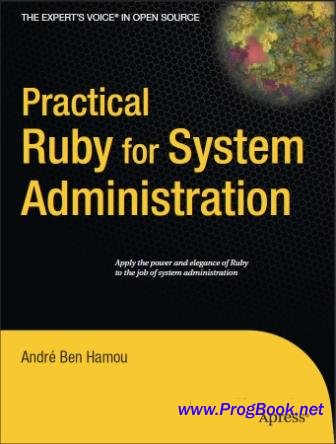 THE EXPERT'S VOICE® IN OPEN SOURCE
Practical
Ruby for System
Administration
Apply the power and elegance of Ruby
to the job of system administration
André Ben Hamou
www.ProgBook.net
Apress®